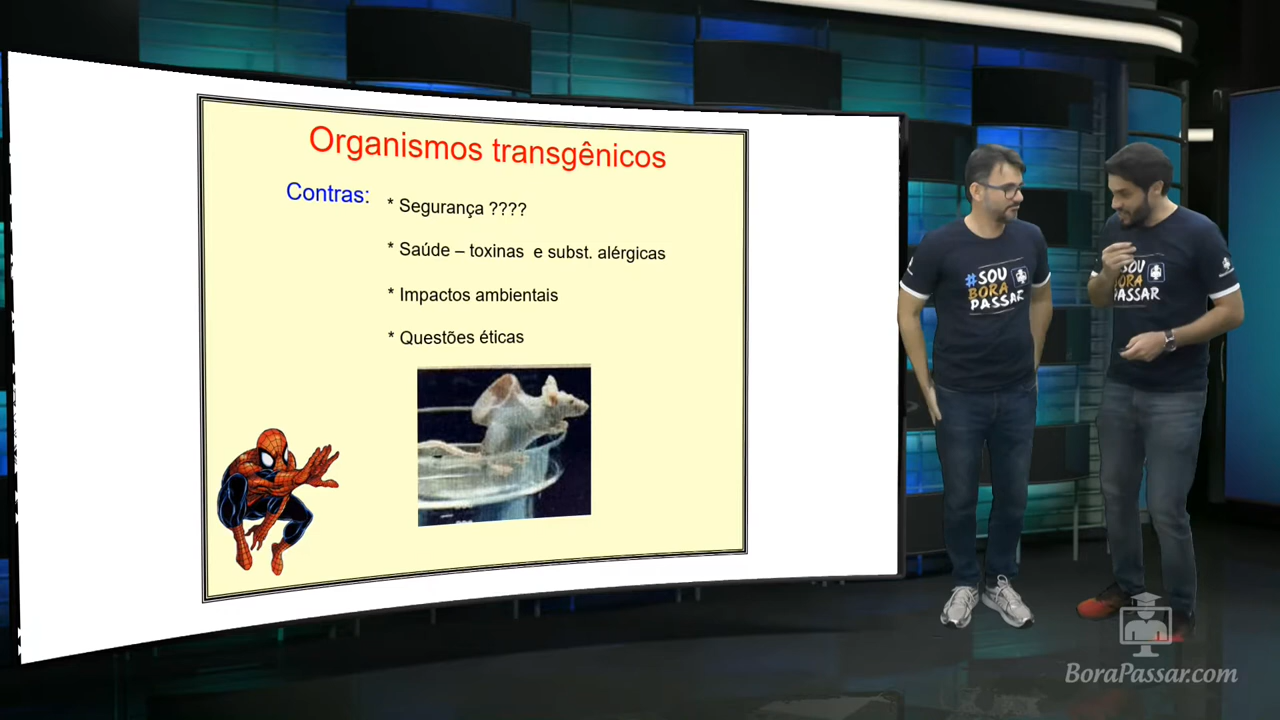 Organismos transgênicos
Contras:
* Segurança ????
* Saúde – toxinas e subst. alérgicas
* Impactos ambientais
* Questões éticas
#SOU
BORA
PASSAR
SOU
BORA
PASSAR
BoraPassar.com